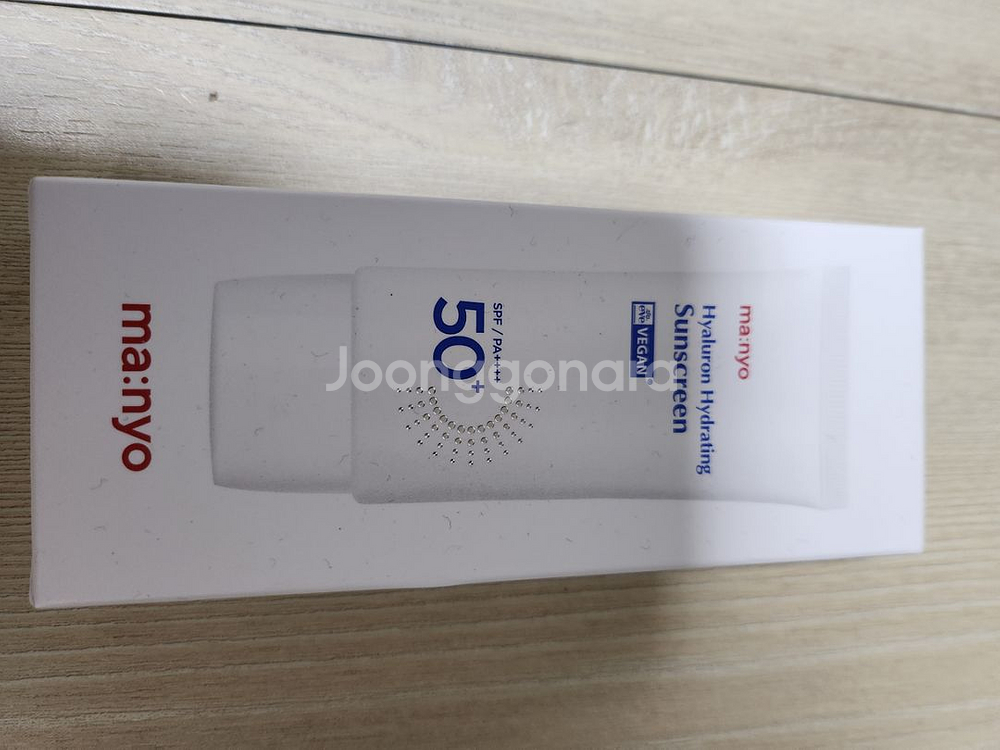 ma:nyo
Hyaluron Hydrating
Sunscreen
VEGAN
SPF / PA++++
50+
ma:nyo
Joonggonara